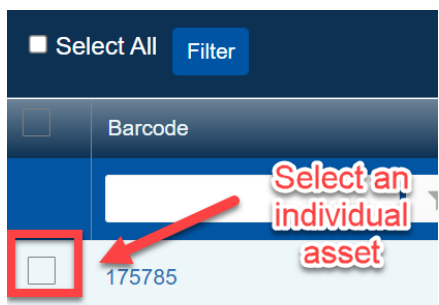 Select All Filter
Barcode
Select an
individual
asset
175785